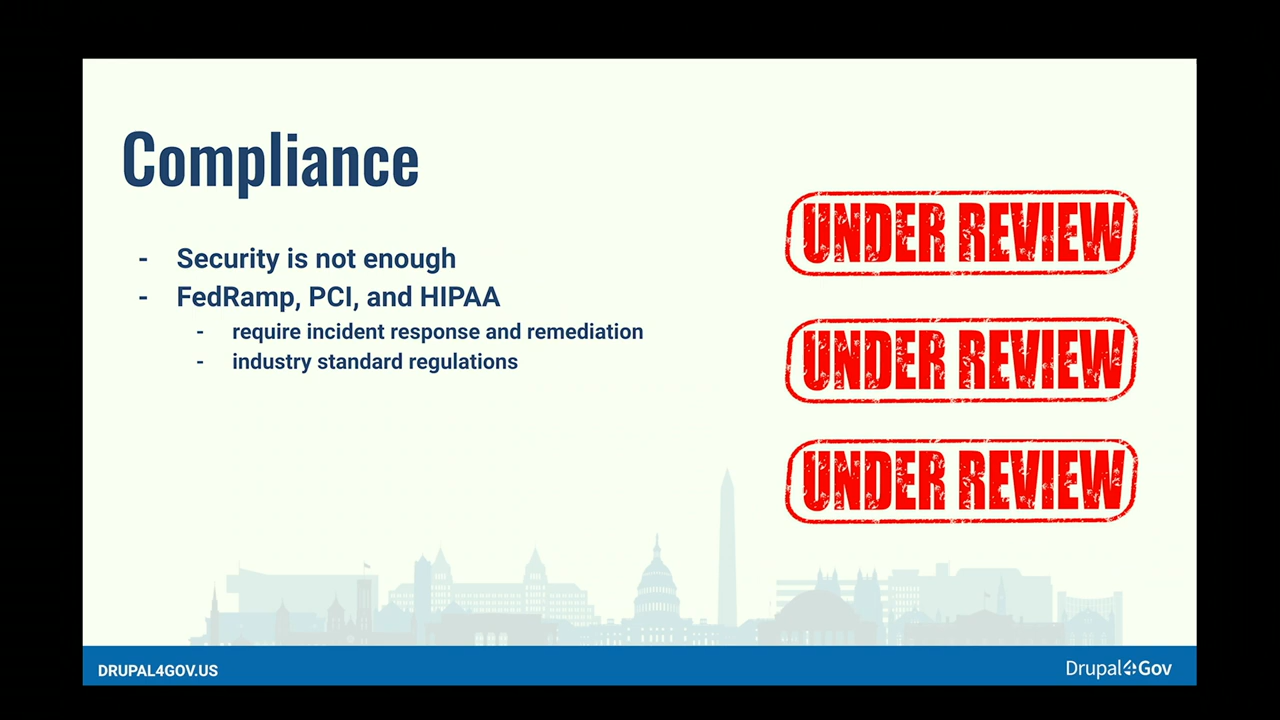 Compliance
- Security is not enough
- FedRamp, PCI, and HIPAA
- require incident response and remediation
- industry standard regulations
UNDER REVIEW
UNDER REVIEW
UNDER REVIEW
DRUPAL4GOV.US
Drupal4Gov